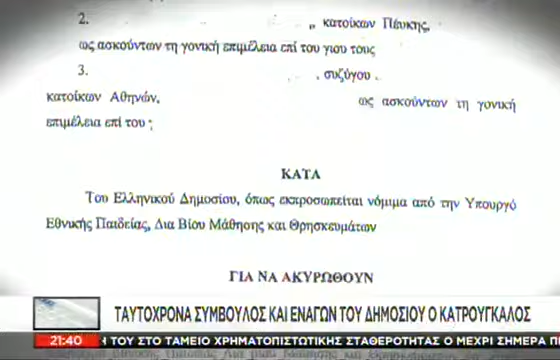 2. , κατοίκων Πέυκης,
ως ασκούντων τη γονική επιμέλεια επί του γιου τους
3. , συζύγου .
κατοίκων Αθηνών, ως ασκούντων τη γονική
επιμέλεια επί του ;
ΚΑΤΑ
Του Ελληνικού Δημοσίου, όπως εκπροσωπείται νόμιμα από την Υπουργό
Εθνικής Παιδείας, Δια Βίου Μάθησης και Θρησκευμάτων
ΓΙΑ ΝΑ ΑΚΥΡΩΘΟΥΝ
ΤΑΥΤΟΧΡΟΝΑ ΣΥΜΒΟΥΛΟΣ ΚΑΙ ΕΝΑΓΩΝ ΤΟΥ ΔΗΜΟΣΙΟΥ Ο ΚΑΤΡΟΥΓΚΑΛΟΣ
21:40 Η ΤΟΥ ΣΤΟ ΤΑΜΕΙΟ ΧΡΗΜΑΤΟΠΙΣΤΩΤΙΚΗΣ ΣΤΑΘΕΡΟΤΗΤΑΣ Ο ΜΕΧΡΙ ΣΗΜΕΡΑ Γ